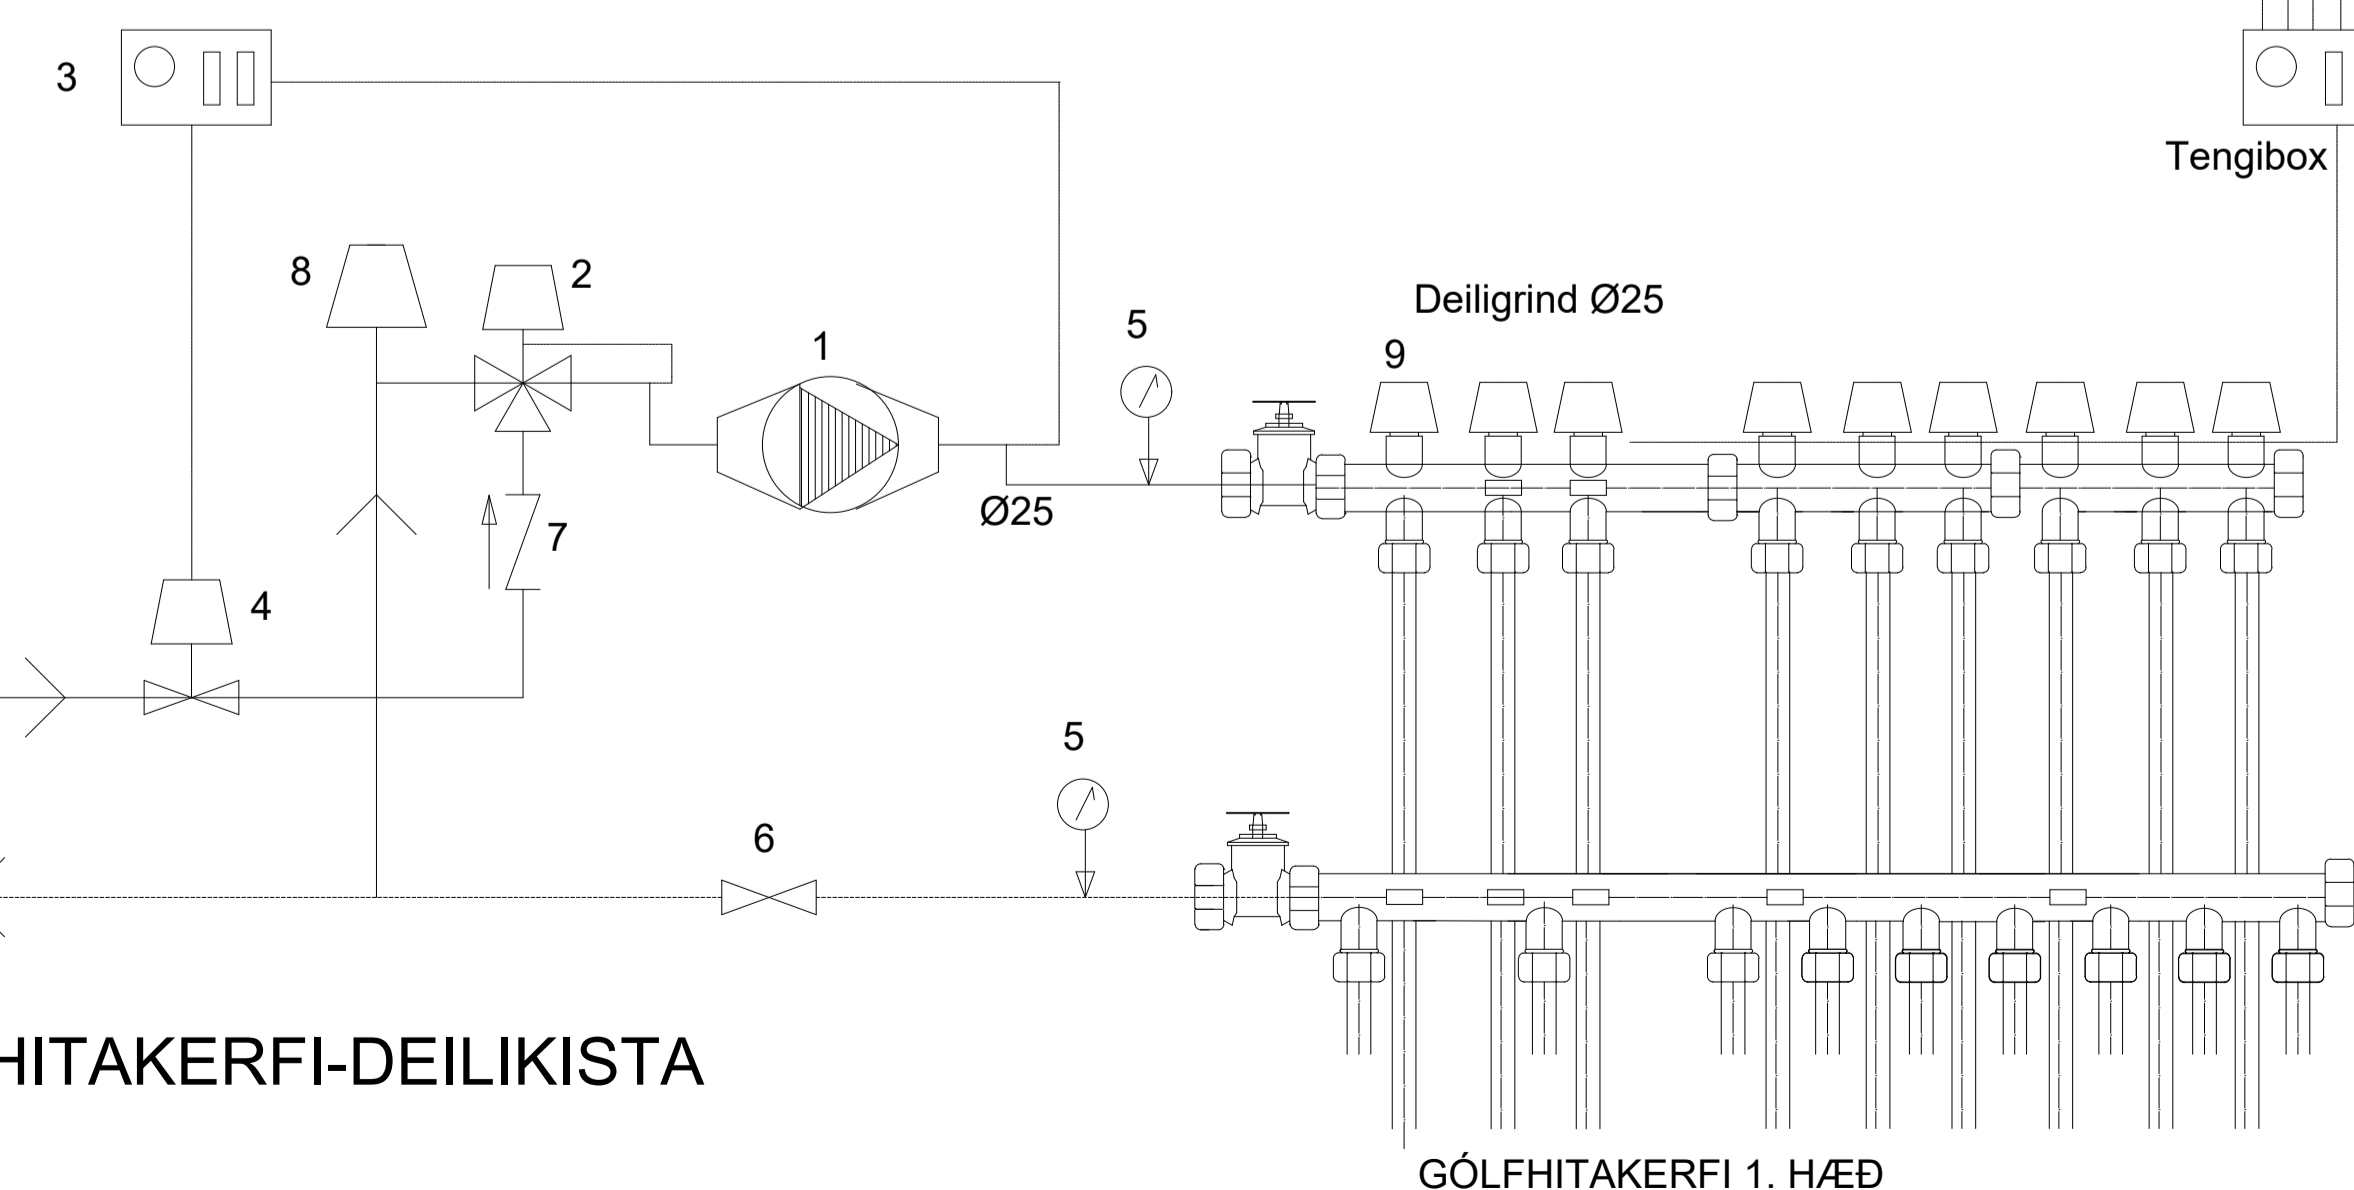 3
Tengibox
8
2
Deiligrind Ø25
5
1
9
Ø25
7
4
5
6
HITAKERFI-DEILIKISTA
GÓLFHITAKERFI 1. HÆÐ